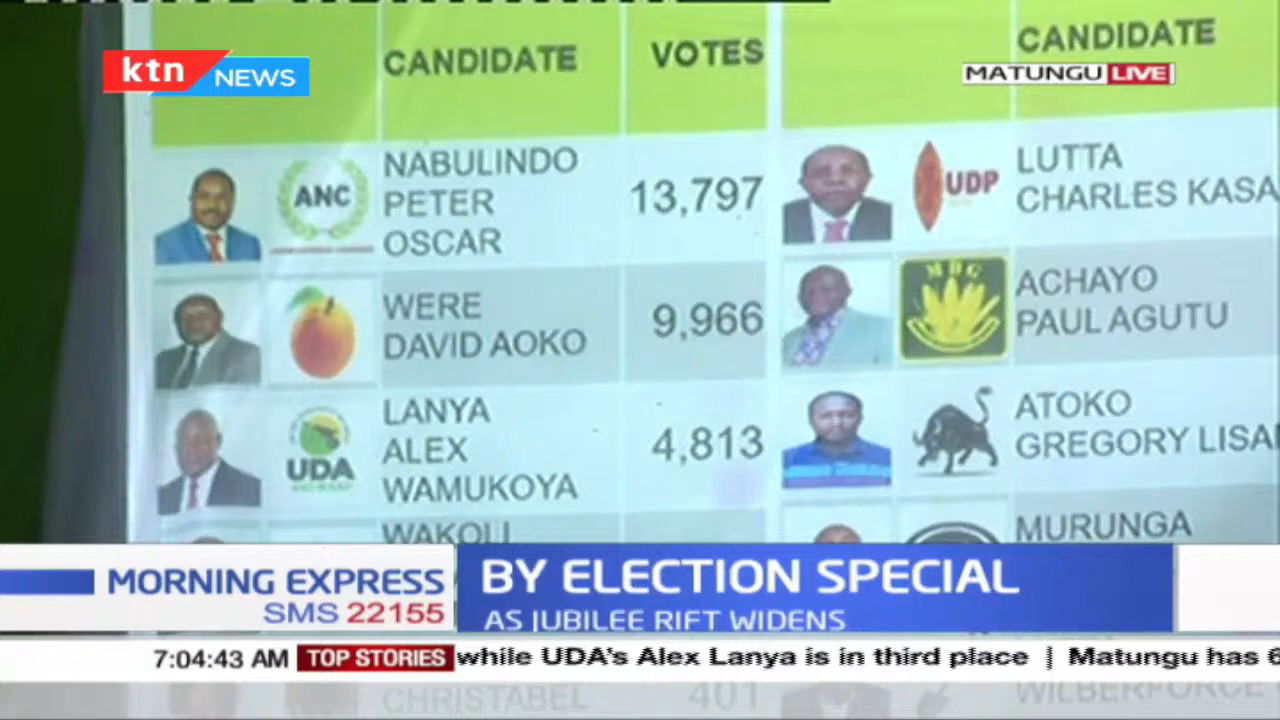 CANDIDATE VOTES CANDIDATE
ktn NEWS
MATUNGU LIVE
NABULINDO
PETER
OSCAR
ANC
13,797
UDP
LUTTA
CHARLES KASA
WERE
DAVID AOKO
9,966
MDG
ACHAYO
PAUL AGUTU
LANYA
ALEX
WAMUKOYA
UDA
4,813
ATOKO
GREGORY LISA
WAKOLI
MURUNGA
MORNING EXPRESS
SMS 22155
BY ELECTION SPECIAL
AS JUBILEE RIFT WIDENS
7:04:43 AM TOP STORIES while UDA's Alex Lanya is in third place | Matungu has 6
CHRISTABEL 401 WILBERFORCE